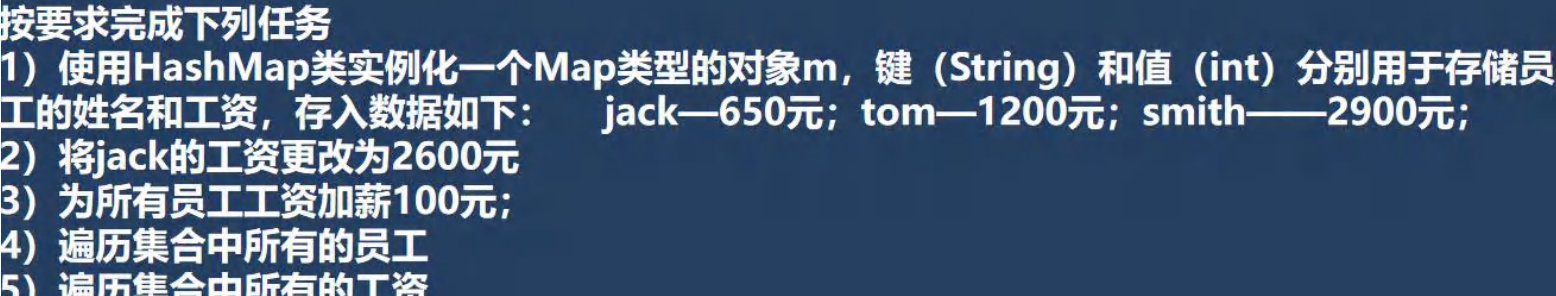 按要求完成下列任务
1）使用HashMap类实例化一个Map类型的对象m，键（String）和值（int）分别用于存储员
工的姓名和工资，存入数据如下： jack—650元；tom—1200元；smith——2900元；
2）将jack的工资更改为2600元
3）为所有员工工资加薪100元；
4）遍历集合中所有的员工
5）遍历集合中所有的工资